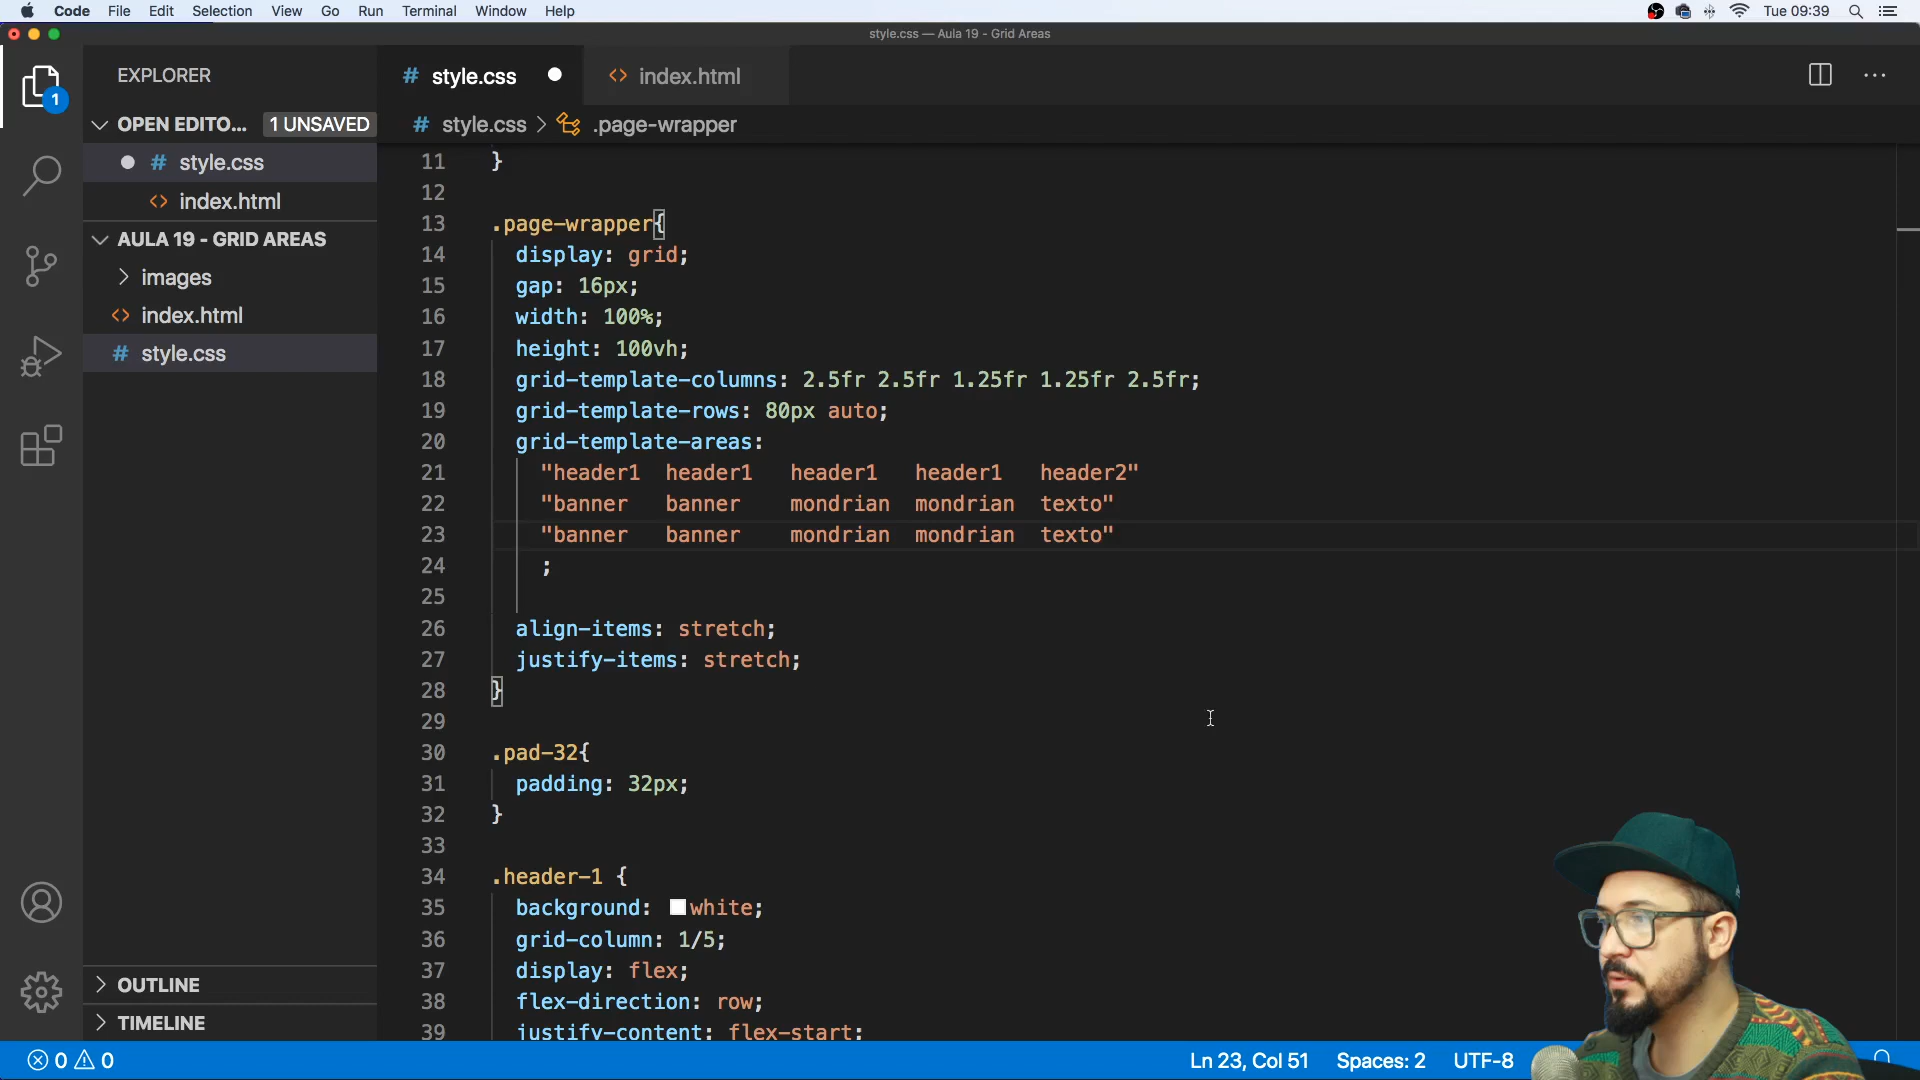 Code File Edit Selection View Go Run Terminal Window Help Tue 09:39
style.css — Aula 19 - Grid Areas
EXPLORER
# style.css
<> index.html
1
OPEN EDITO... 1 UNSAVED
# style.css > .page-wrapper
# style.css
<> index.html
AULA 19 - GRID AREAS
> images
<> index.html
# style.css
11 }
12
13 .page-wrapper{
14 display: grid;
15 gap: 16px;
16 width: 100%;
17 height: 100vh;
18 grid-template-columns: 2.5fr 2.5fr 1.25fr 1.25fr 2.5fr;
19 grid-template-rows: 80px auto;
20 grid-template-areas:
21 "header1 header1 header1 header1 header2"
22 "banner banner mondrian mondrian texto"
23 "banner banner mondrian mondrian texto"
24 ;
25
26 align-items: stretch;
27 justify-items: stretch;
28 }
29
30 .pad-32{
31 padding: 32px;
32 }
33
34 .header-1 {
35 background: white;
36 grid-column: 1/5;
37 display: flex;
38 flex-direction: row;
39 justify-content: flex-start;
OUTLINE
TIMELINE
0 0 Ln 23, Col 51 Spaces: 2 UTF-8